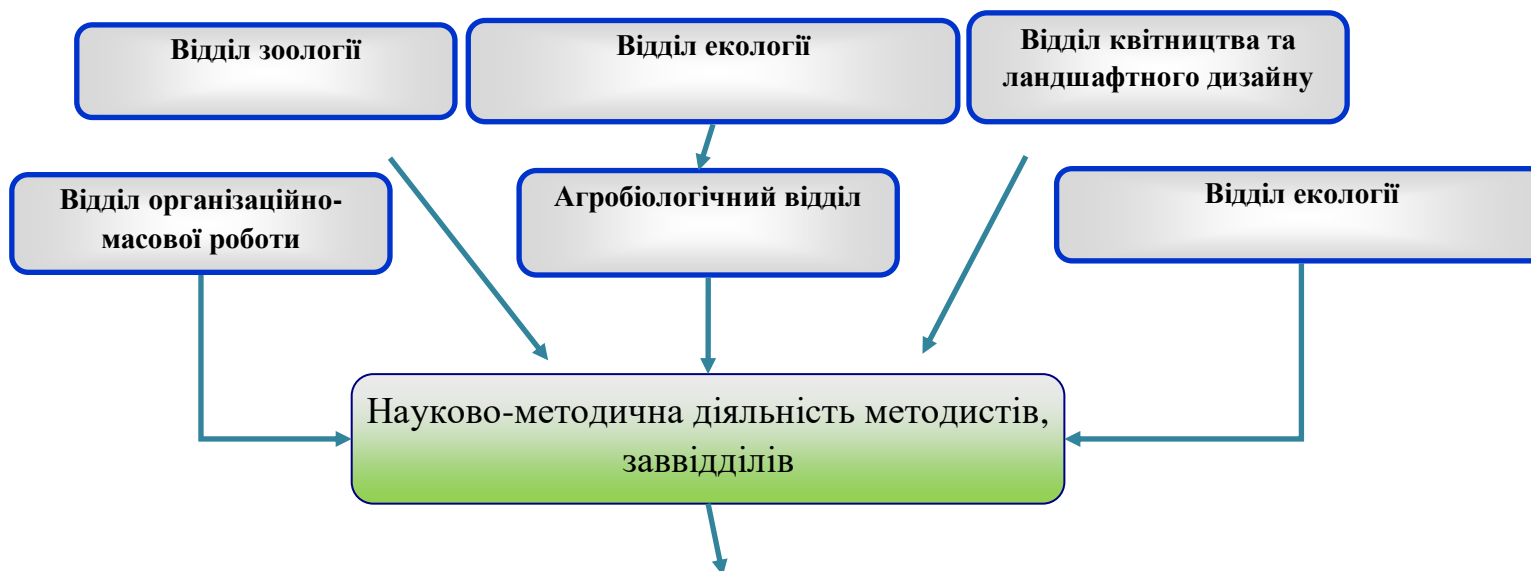 Відділ зоології
Відділ екології
Відділ квітництва та
ландшафтного дизайну
Відділ організаційно-
масової роботи
Агробіологічний відділ
Відділ екології
Науково-методична діяльність методистів,
заввідділів